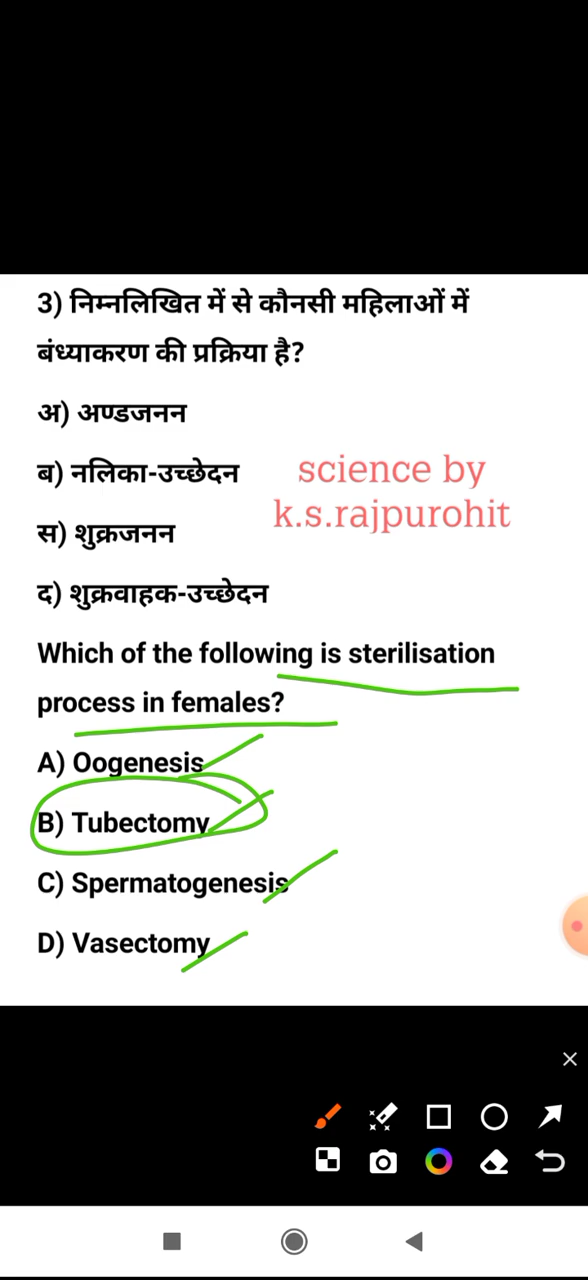 3) निम्नलिखित में से कौनसी महिलाओं में
बंध्याकरण की प्रक्रिया है?
अ) अण्डजनन
ब) नलिका-उच्छेदन
science by
k.s.rajpurohit
स) शुक्रजनन
द) शुक्रवाहक-उच्छेदन
Which of the following is sterilisation
process in females?
A) Oogenesis
B) Tubectomy
C) Spermatogenesis
D) Vasectomy